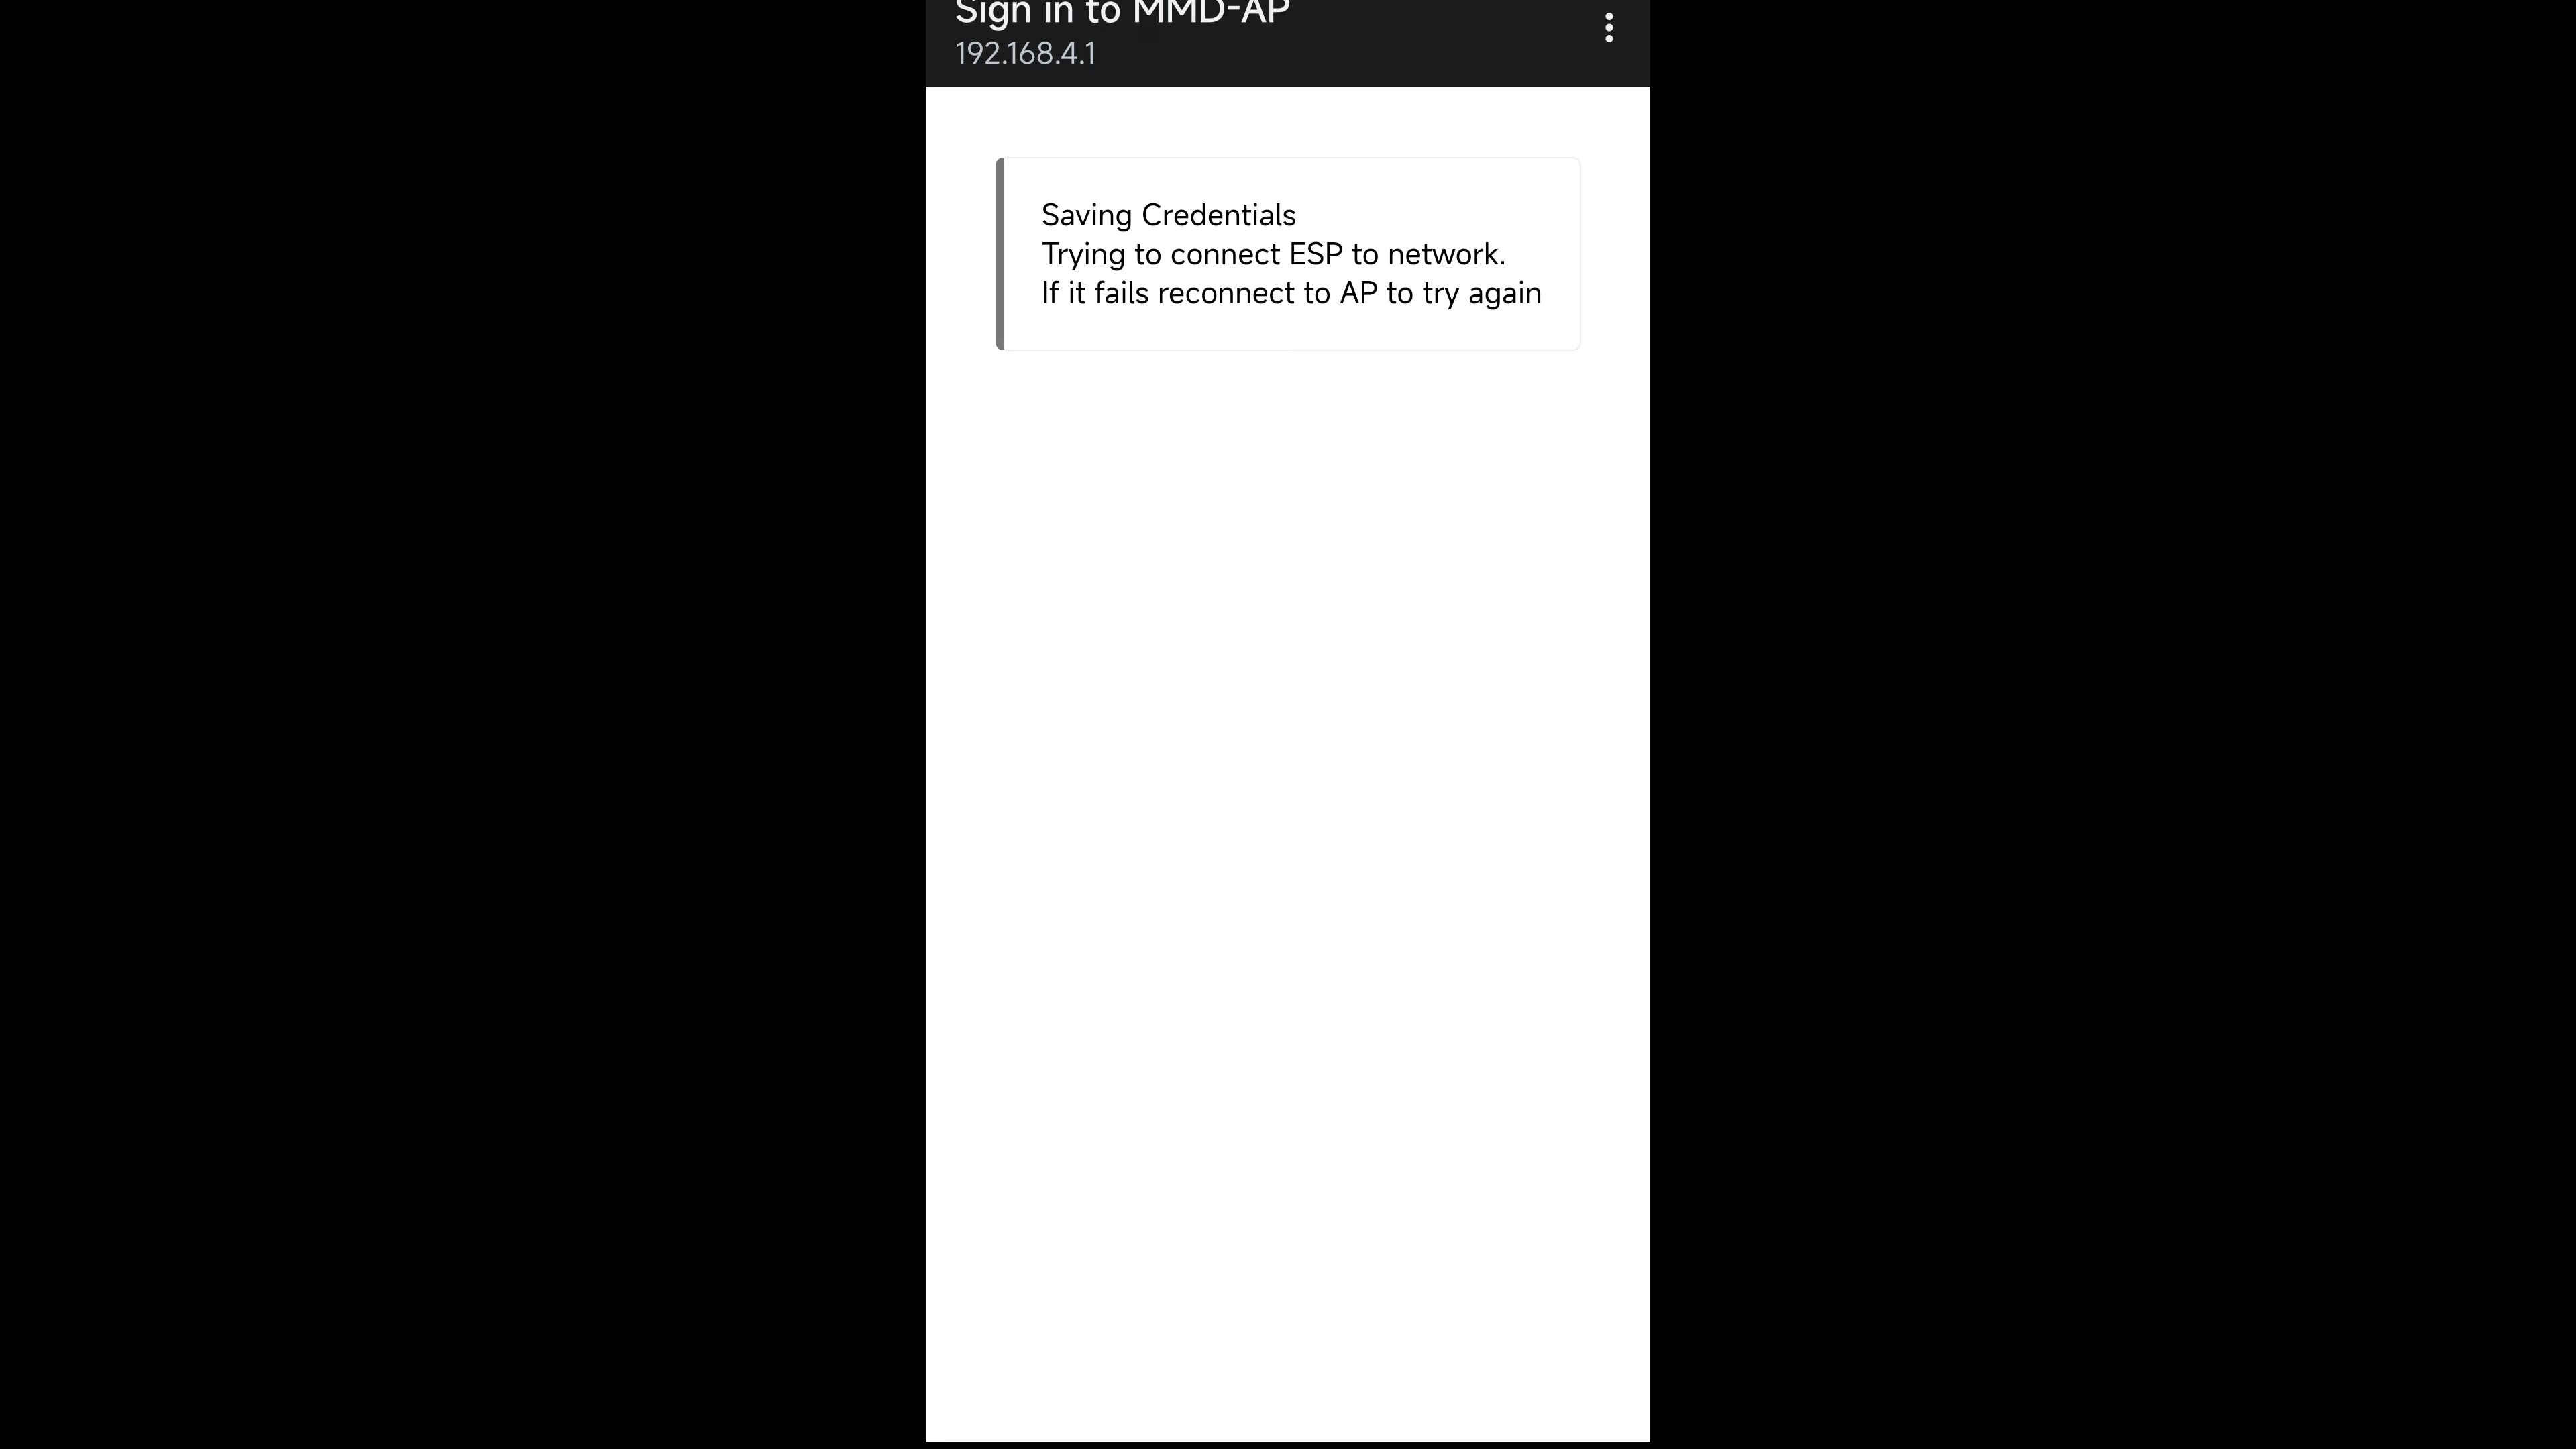 Sign in to MMD-AP
192.168.4.1
Saving Credentials
Trying to connect ESP to network.
If it fails reconnect to AP to try again